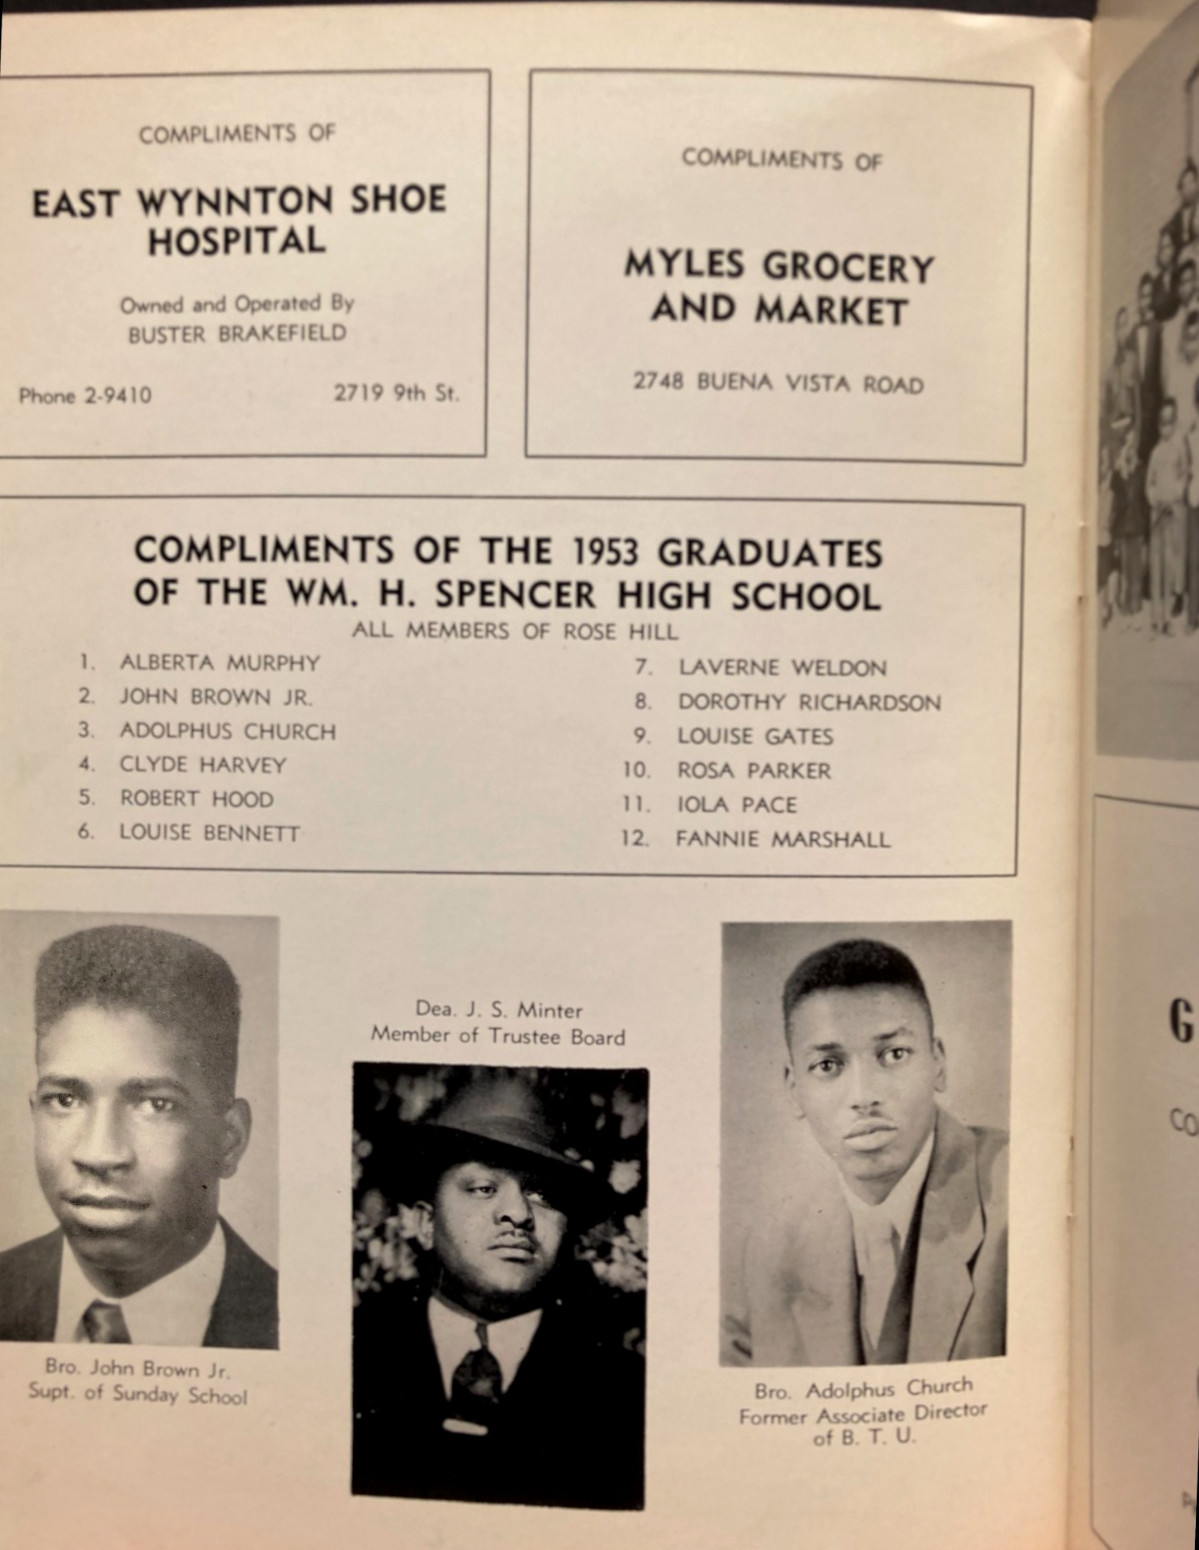 COMPLIMENTS OF
EAST WYNNTON SHOE
HOSPITAL
Owned and Operated By
BUSTER BRAKEFIELD
Phone 2-9410 2719 9th St.
COMPLIMENTS OF
MYLES GROCERY
AND MARKET
2748 BUENA VISTA ROAD
COMPLIMENTS OF THE 1953 GRADUATES
OF THE WM. H. SPENCER HIGH SCHOOL
ALL MEMBERS OF ROSE HILL
1. ALBERTA MURPHY
2. JOHN BROWN JR.
3. ADOLPHUS CHURCH
4. CLYDE HARVEY
5. ROBERT HOOD
6. LOUISE BENNETT
7. LAVERNE WELDON
8. DOROTHY RICHARDSON
9. LOUISE GATES
10. ROSA PARKER
11. IOLA PACE
12. FANNIE MARSHALL
Bro. John Brown Jr.
Supt. of Sunday School
Dea. J. S. Minter
Member of Trustee Board
Bro. Adolphus Church
Former Associate Director
of B. T. U.